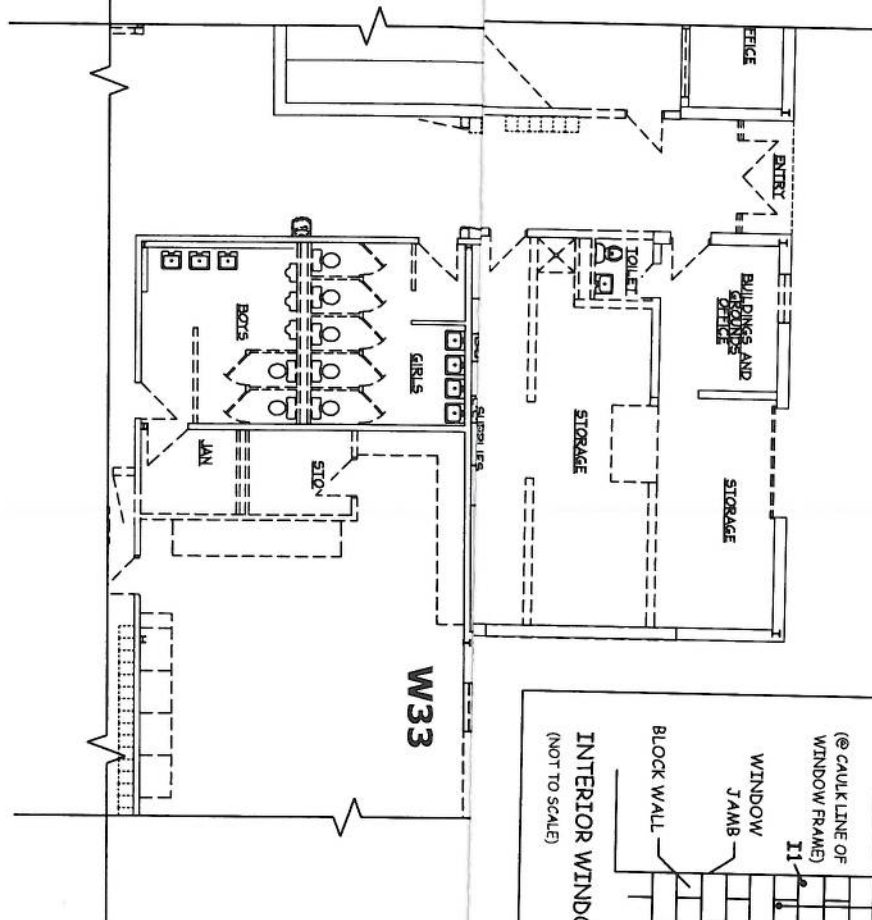 FFICE
ENTRY
TOILET
BUILDINGS AND
GROUNDS
OFFICE
BOYS
GIRLS
SUPPLIES
STORAGE
STORAGE
JAN
STO
W33
(@ CAULK LINE OF
WINDOW FRAME)
I1
WINDOW
JAMB
BLOCK WALL
INTERIOR WINDO
(NOT TO SCALE)